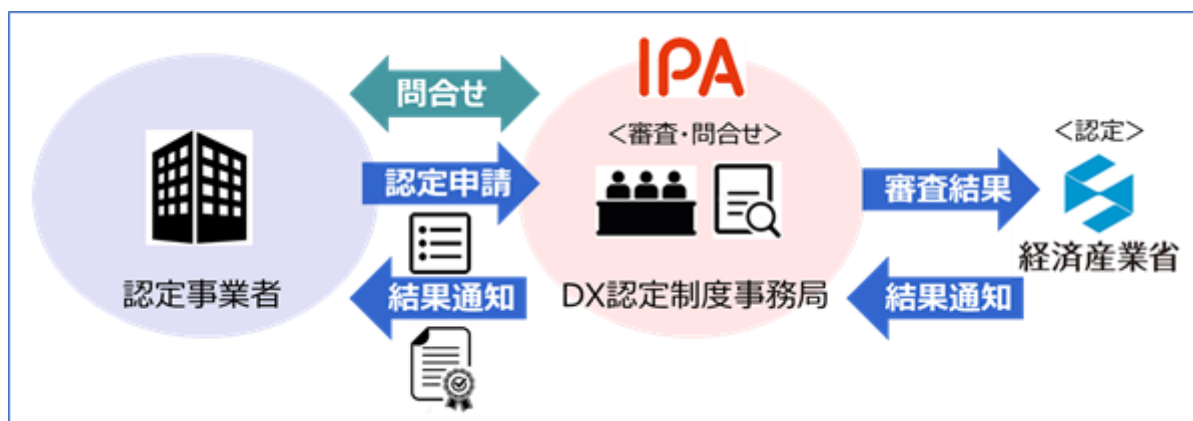 IPA
問合せ
<審査・問合せ>
<認定>
認定申請
審査結果
経済産業省
認定事業者
結果通知
DX認定制度事務局
結果通知